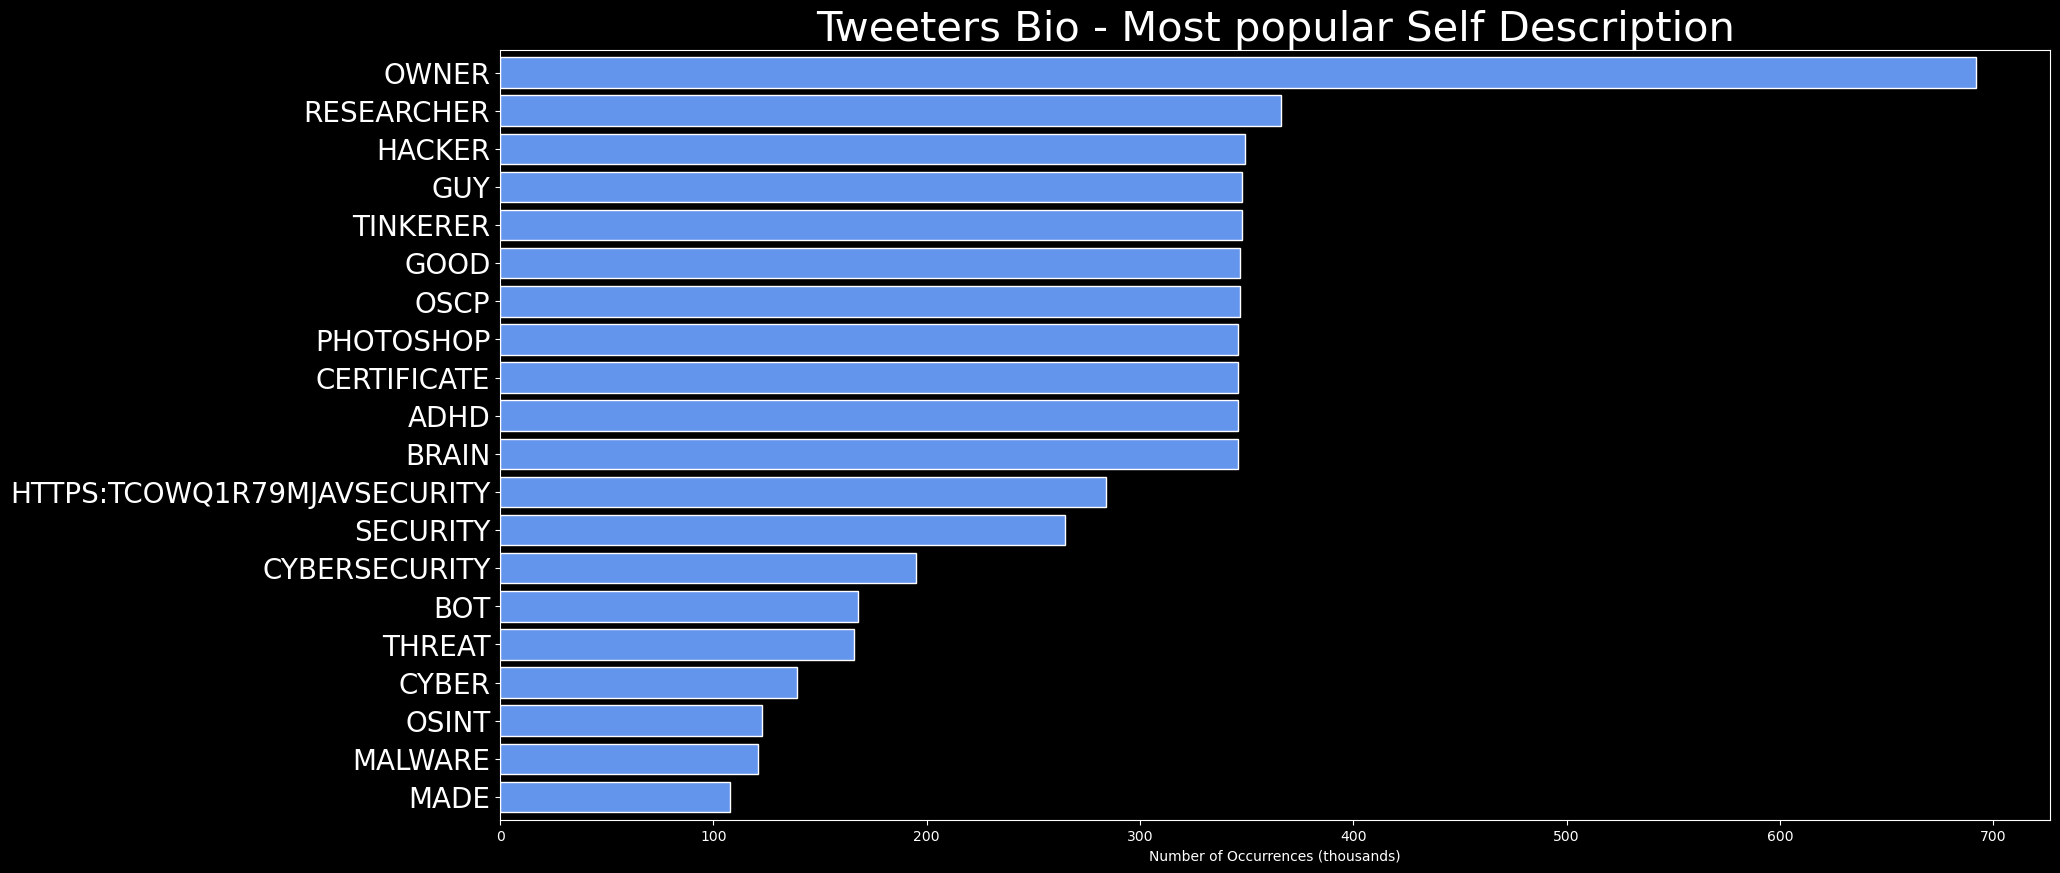 Tweeters Bio - Most popular Self Description
OWNER
RESEARCHER
HACKER
GUY
TINKERER
GOOD
OSCP
PHOTOSHOP
CERTIFICATE
ADHD
BRAIN
HTTPS:TCOWQ1R79MJAVSECURITY
SECURITY
CYBERSECURITY
BOT
THREAT
CYBER
OSINT
MALWARE
MADE
0 100 200 300 400 500 600 700
Number of Occurrences (thousands)